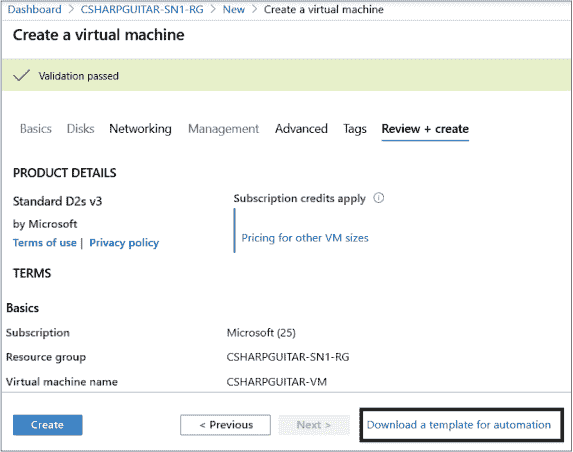 Dashboard > CSHARPGUITAR-SN1-RG > New > Create a virtual machine
Create a virtual machine
Validation passed
Basics Disks Networking Management Advanced Tags Review + create
PRODUCT DETAILS
Standard D2s v3 Subscription credits apply
by Microsoft
Terms of use | Privacy policy Pricing for other VM sizes
TERMS
Basics
Subscription Microsoft (25)
Resource group CSHARPGUITAR-SN1-RG
Virtual machine name CSHARPGUITAR-VM
Create < Previous Next > Download a template for automation